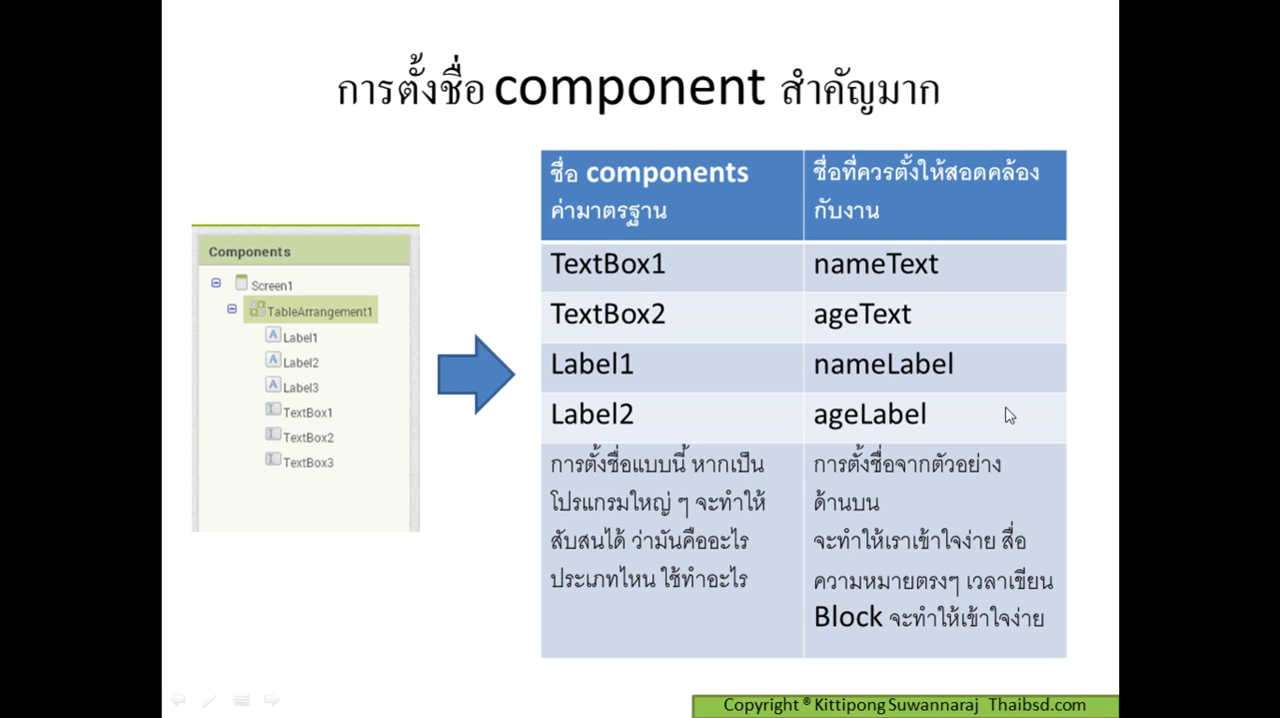 การตั้งชื่อ component สำคัญมาก
Components
Screen1
TableArrangement1
Label1
Label2
Label3
TextBox1
TextBox2
TextBox3
ชื่อ components
ค่ามาตรฐาน
ชื่อที่ควรตั้งให้สอดคล้อง
กับงาน
TextBox1
nameText
TextBox2
ageText
Label1
nameLabel
Label2
ageLabel
การตั้งชื่อแบบนี้ หากเป็น
โปรแกรมใหญ่ ๆ จะทำให้
สับสนได้ ว่ามันคืออะไร
ประเภทไหน ใช้ทำอะไร
การตั้งชื่อจากตัวอย่าง
ด้านบน
จะทำให้เราเข้าใจง่าย สื่อ
ความหมายตรงๆ เวลาเขียน
Block จะทำให้เข้าใจง่าย
Copyright ® Kittipong Suwannaraj Thaibsd.com